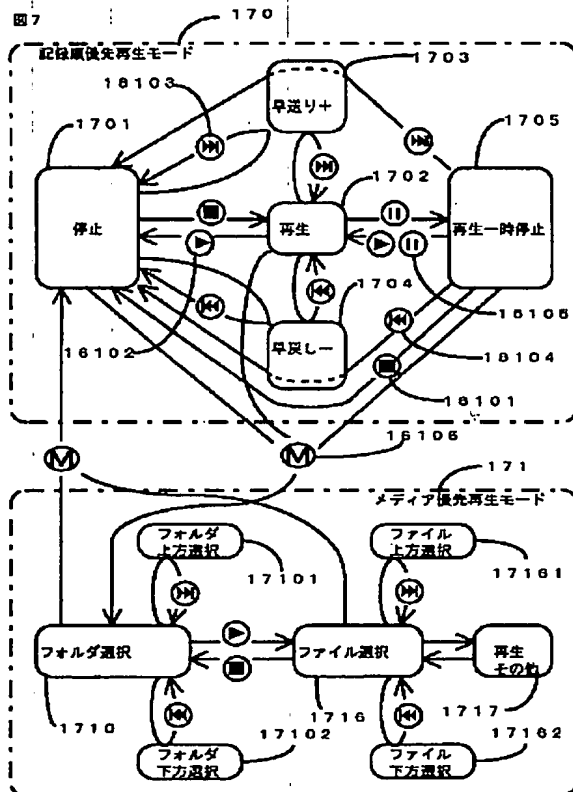 図7
170
記録順優先再生モード
18103
1703
早送り+
1701
1705
1702
停止
再生
再生一時停止
1704
16105
早戻し-
16102
18104
18101
M
M
16106
171
メディア優先再生モード
フォルダ
上方選択
ファイル
上方選択
17101
17161
フォルダ選択
ファイル選択
再生
その他
1710
1716
1717
17102
17162
フォルダ
下方選択
ファイル
下方選択